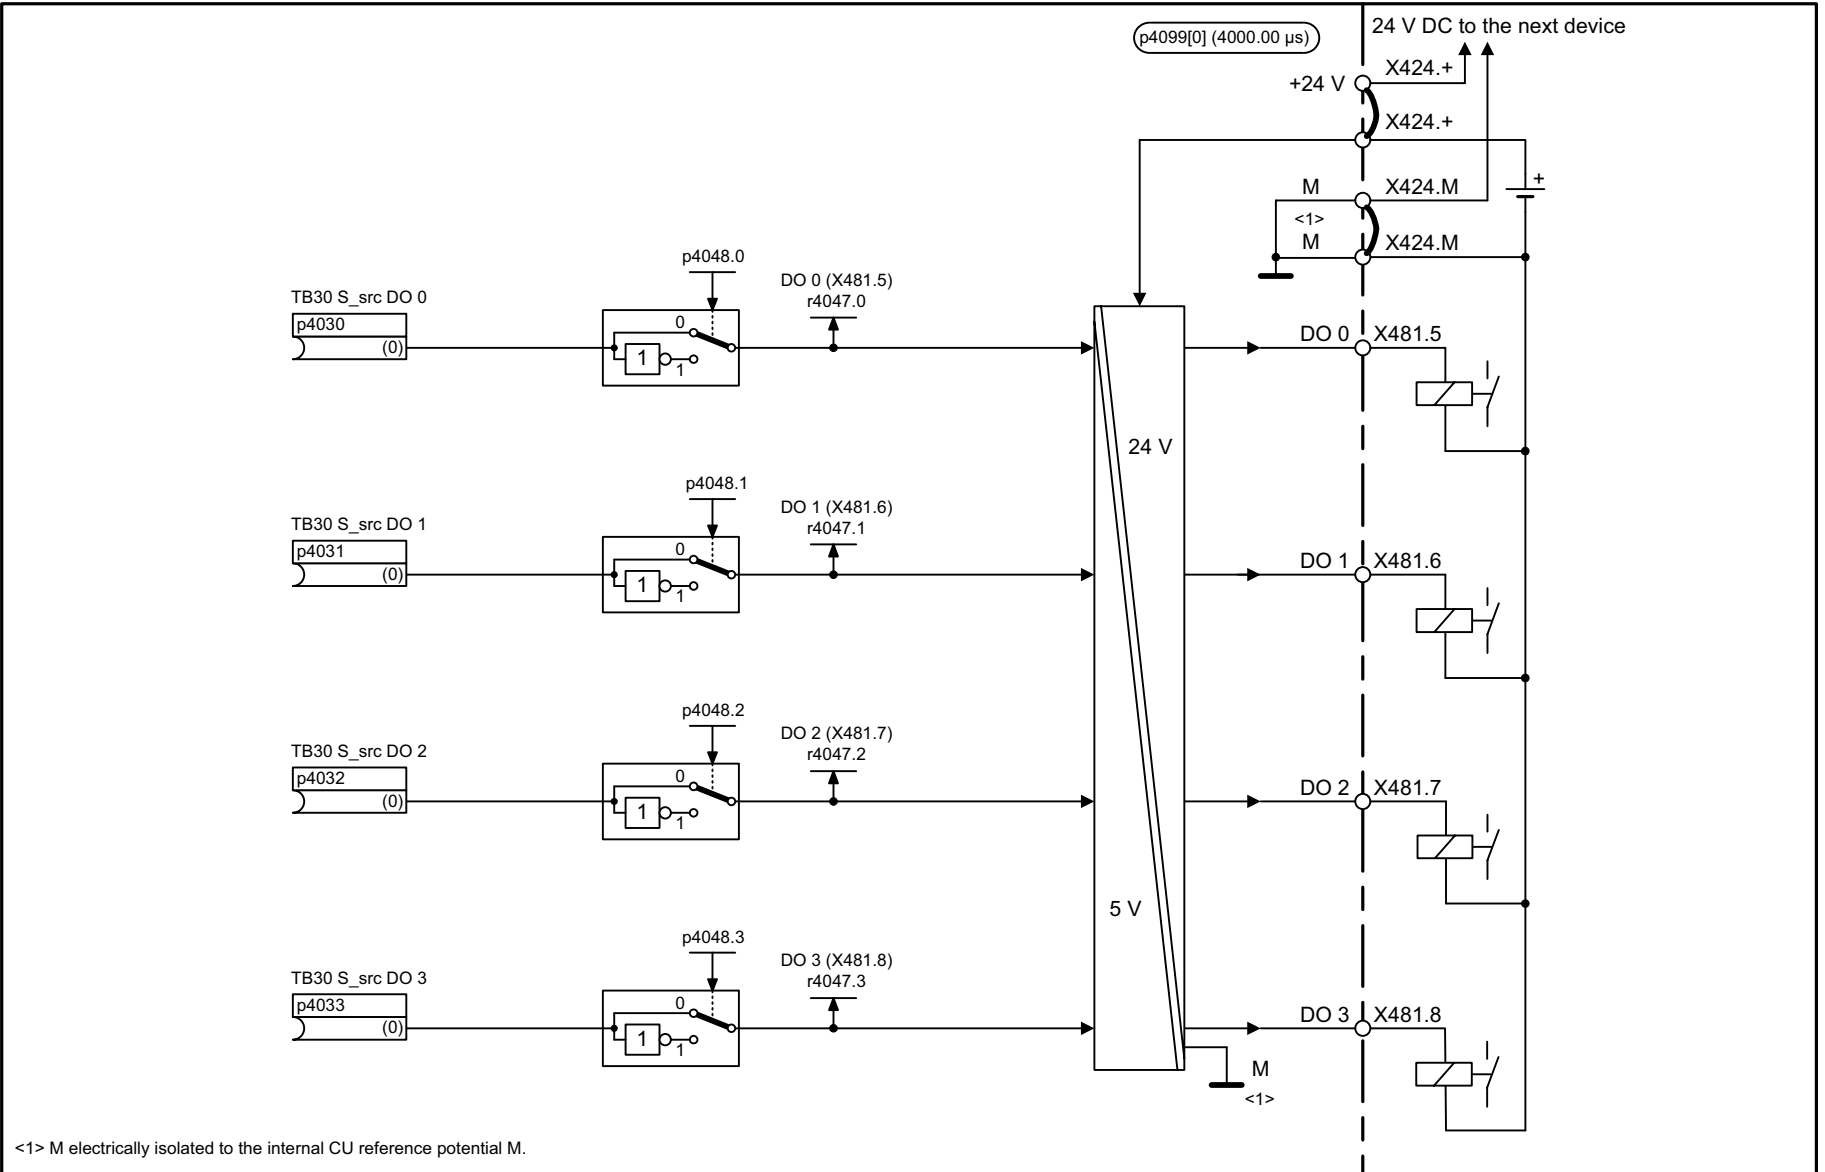 24 V DC to the next device
p4099[0] (4000.00 µs)
X424.+
+24 V
X424.+
+
M
X424.M
<1>
M
X424.M
p4048.0
DO 0 (X481.5)
r4047.0
TB30 S_src DO 0
p4030
(0)
0
1
1
DO 0
X481.5
24 V
p4048.1
DO 1 (X481.6)
r4047.1
TB30 S_src DO 1
p4031
(0)
0
1
1
DO 1
X481.6
p4048.2
DO 2 (X481.7)
r4047.2
TB30 S_src DO 2
p4032
(0)
0
1
1
DO 2
X481.7
5 V
p4048.3
DO 3 (X481.8)
r4047.3
TB30 S_src DO 3
p4033
(0)
0
1
1
DO 3
X481.8
M
<1>
<1> M electrically isolated to the internal CU reference potential M.